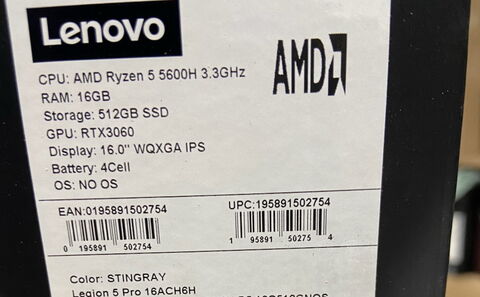 Lenovo
AMD
CPU: AMD Ryzen 5 5600H 3.3GHz
RAM: 16GB
Storage: 512GB SSD
GPU: RTX3060
Display: 16.0" WQXGA IPS
Battery: 4Cell
OS: NO OS
EAN:0195891502754 UPC:195891502754
0 195891 502754 1 95891 50275 4
Color: STINGRAY
Legion 5 Pro 16ACH6H